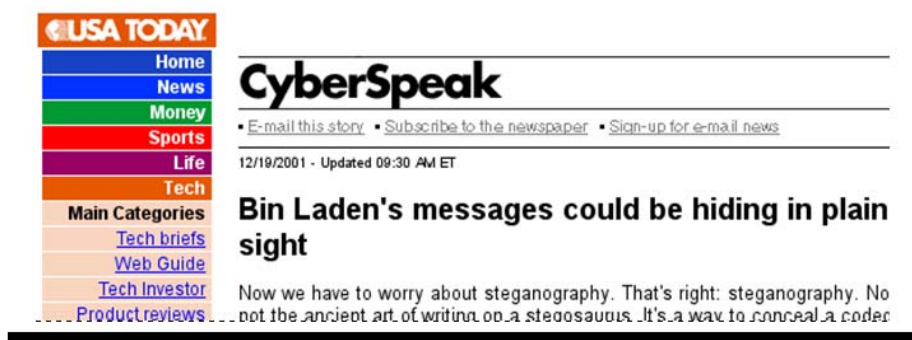 USA TODAY
Home
News
Money
Sports
Life
Tech
Main Categories
Tech briefs
Web Guide
Tech Investor
Product reviews
CyberSpeak
▪ E-mail this story ▪ Subscribe to the newspaper ▪ Sign-up for e-mail news
12/19/2001 - Updated 09:30 AM ET
Bin Laden's messages could be hiding in plain
sight
Now we have to worry about steganography. That's right: steganography. No
not the ancient art of writing on a stegosaurus. It's a way to conceal a